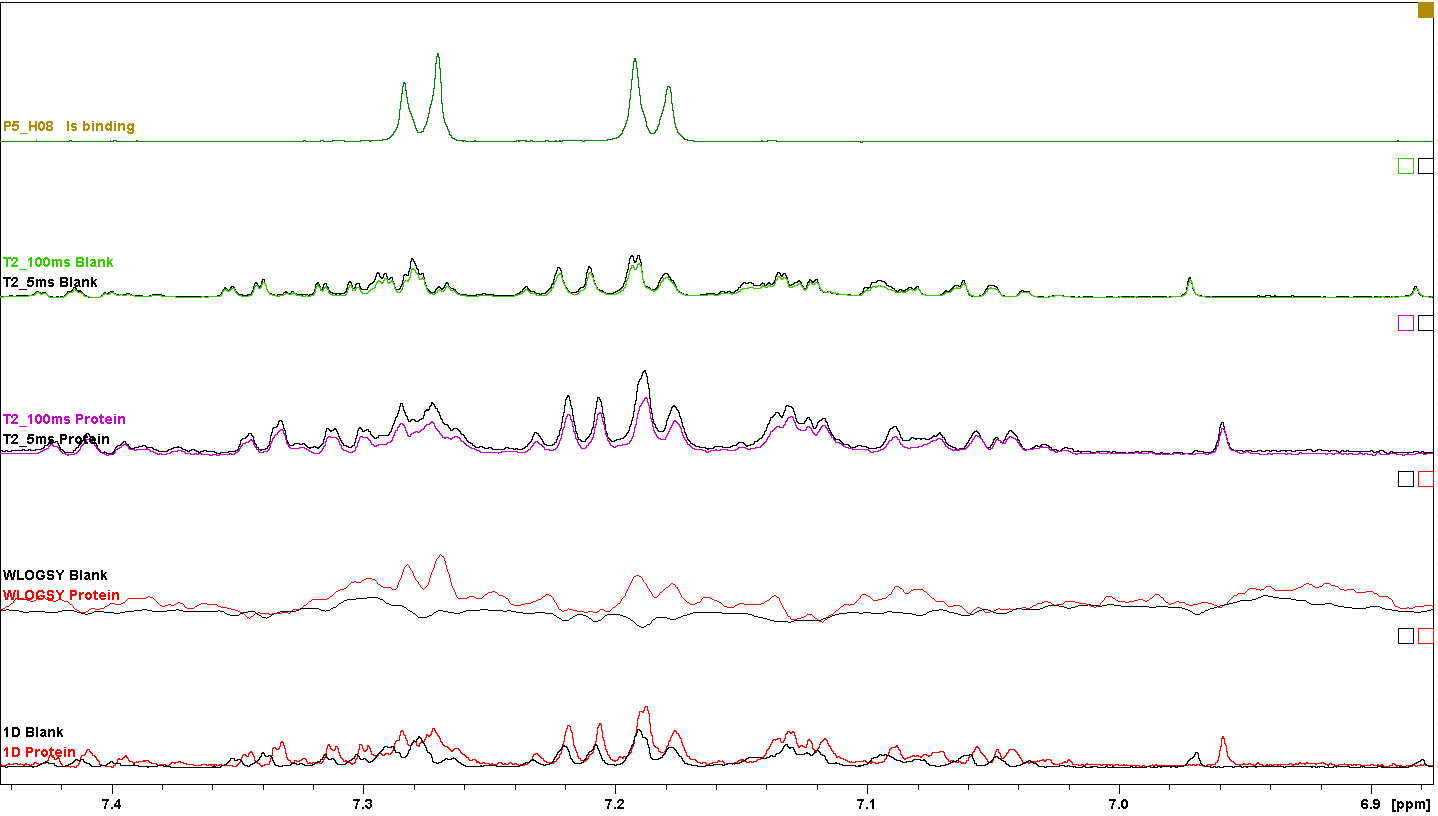 P5_H08 Is binding
T2_100ms Blank
T2_5ms Blank
T2_100ms Protein
T2_5ms Protein
WLOGSY Blank
WLOGSY Protein
1D Blank
1D Protein
7.4 7.3 7.2 7.1 7.0 6.9 [ppm]